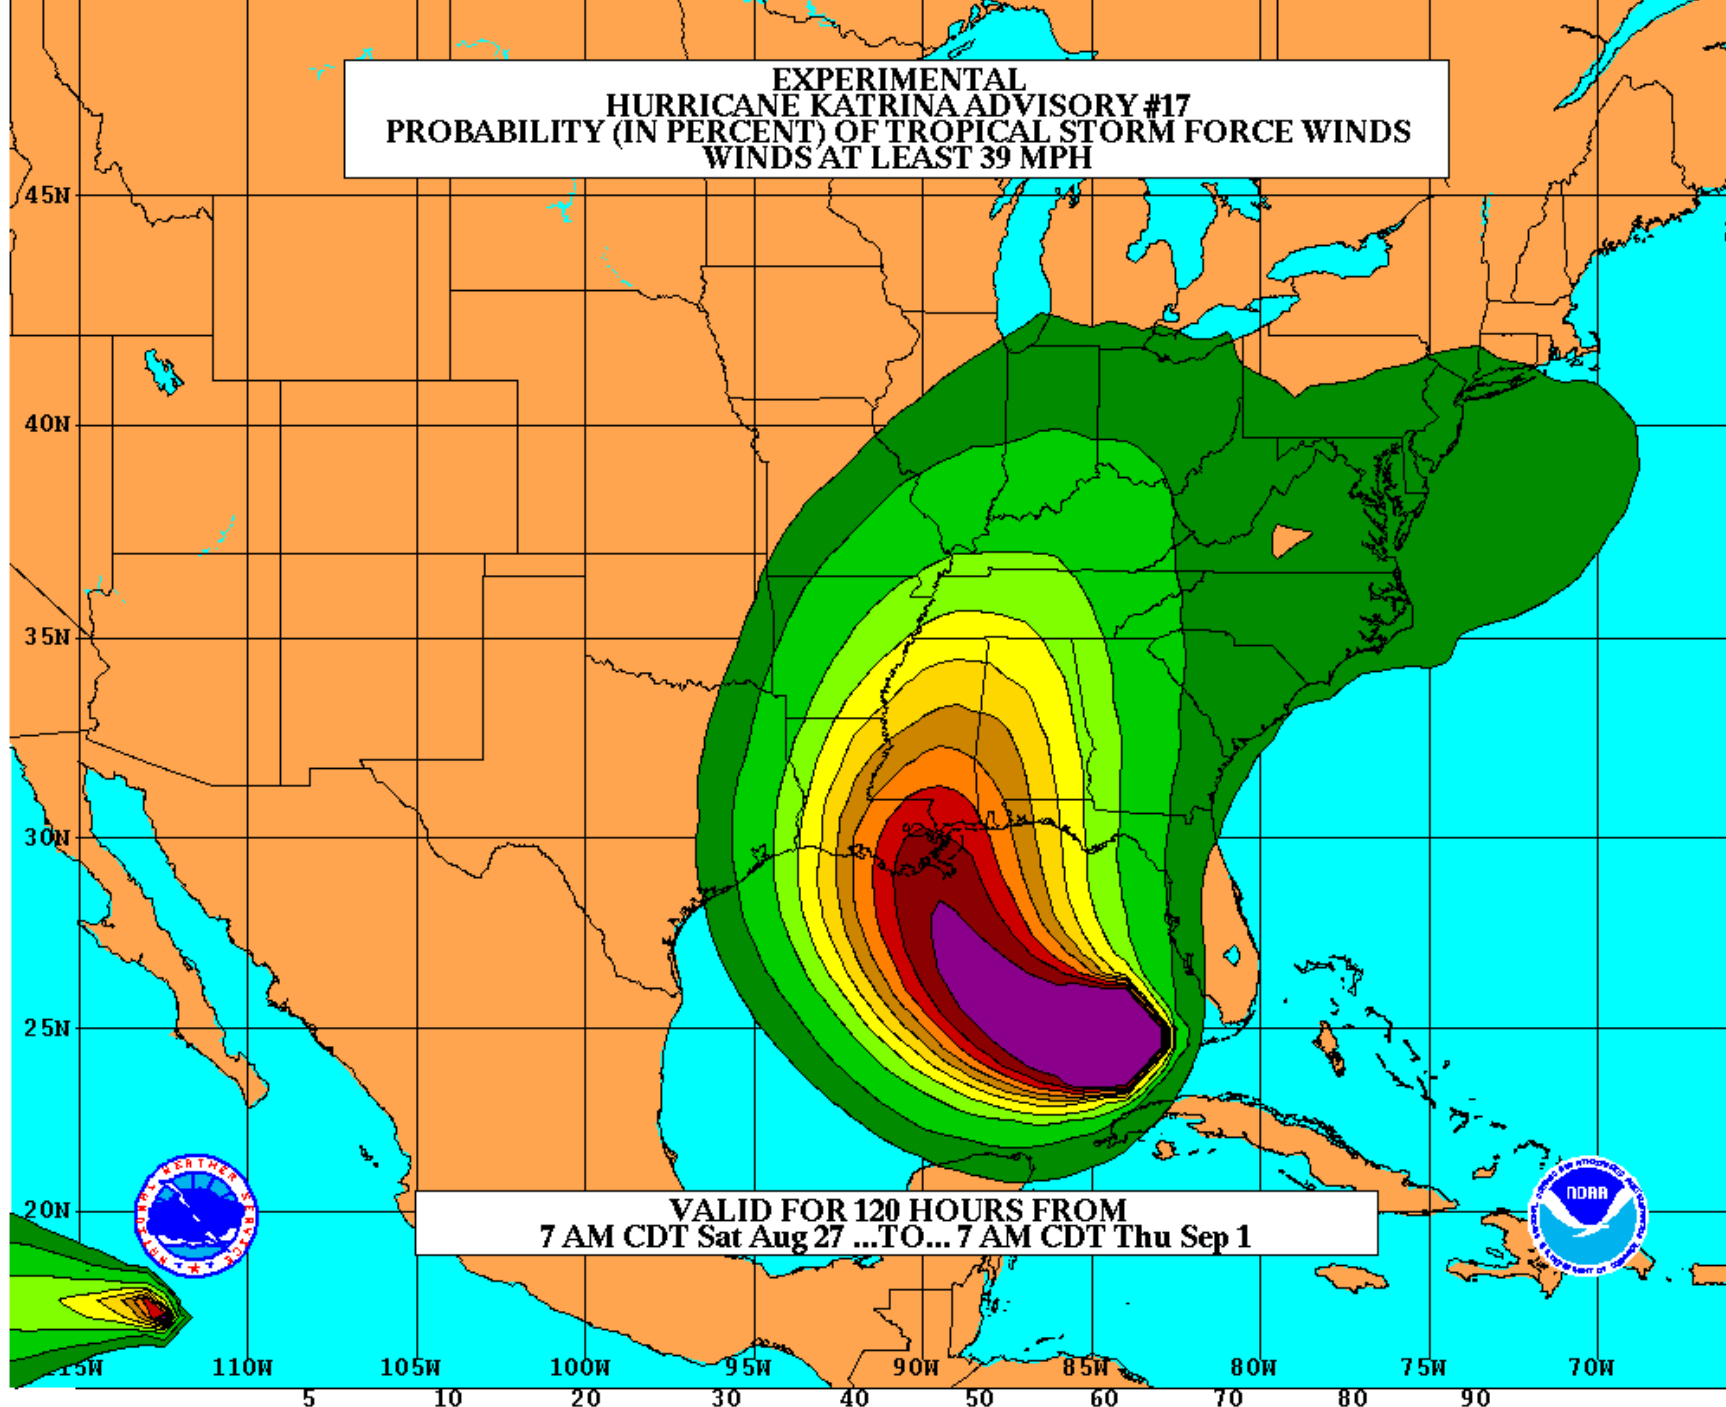 EXPERIMENTAL
HURRICANE KATRINA ADVISORY #17
PROBABILITY (IN PERCENT) OF TROPICAL STORM FORCE WINDS
WINDS AT LEAST 39 MPH
45N
40N
35N
30N
25N
20N
NOAA
VALID FOR 120 HOURS FROM
7 AM CDT Sat Aug 27 ...TO... 7 AM CDT Thu Sep 1
15W 110W 105W 100W 95W 90W 85W 80W 75W 70W
5 10 20 30 40 50 60 70 80 90